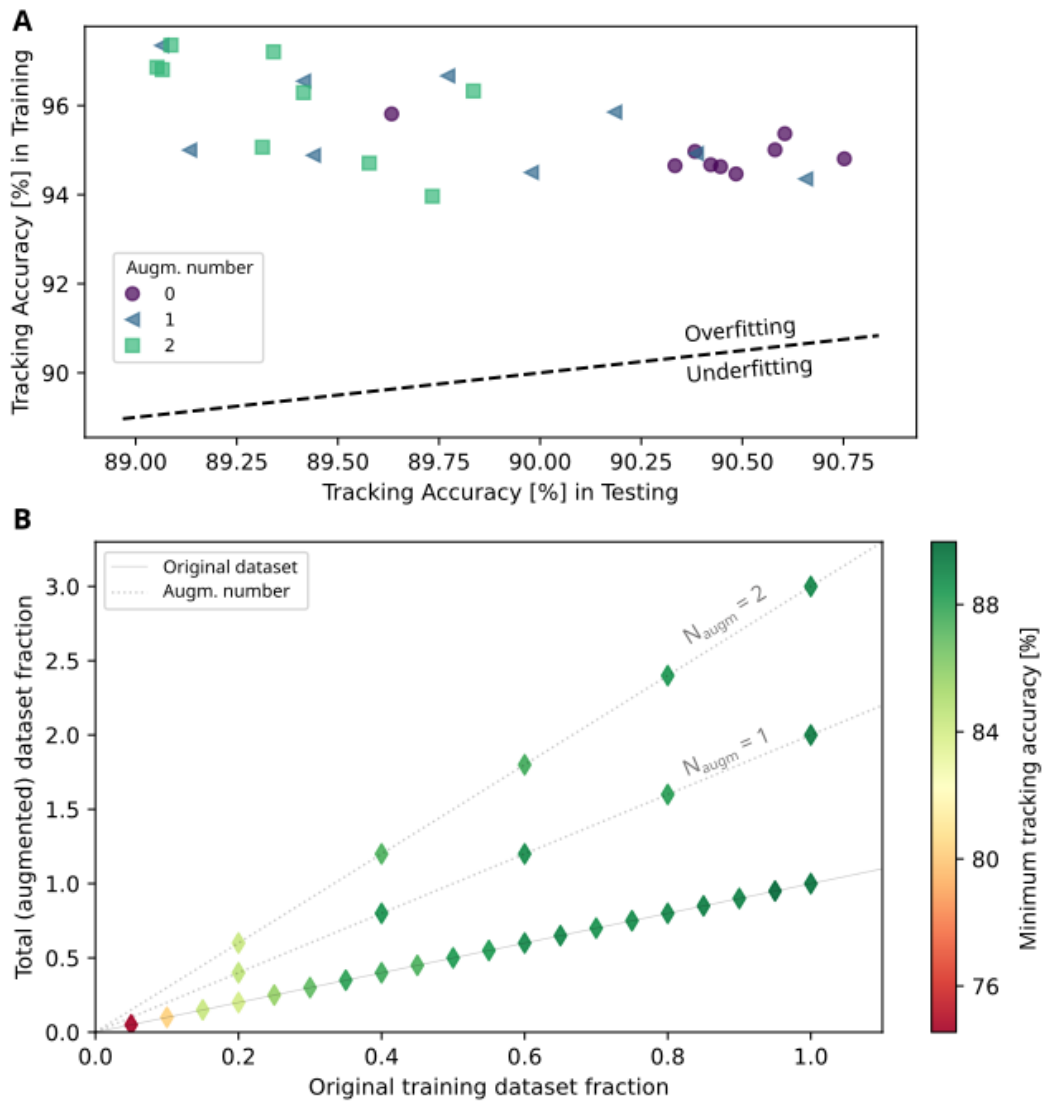 A
Tracking Accuracy [%] in Training
96
94
92
90
Augm. number
0
1
2
Overfitting
Underfitting
89.00 89.25 89.50 89.75 90.00 90.25 90.50 90.75
Tracking Accuracy [%] in Testing
B
Total (augmented) dataset fraction
3.0
2.5
2.0
1.5
1.0
0.5
0.0
Original dataset
Augm. number
N_augm = 2
N_augm = 1
0.0 0.2 0.4 0.6 0.8 1.0
Original training dataset fraction
88
84
80
76
Minimum tracking accuracy [%]